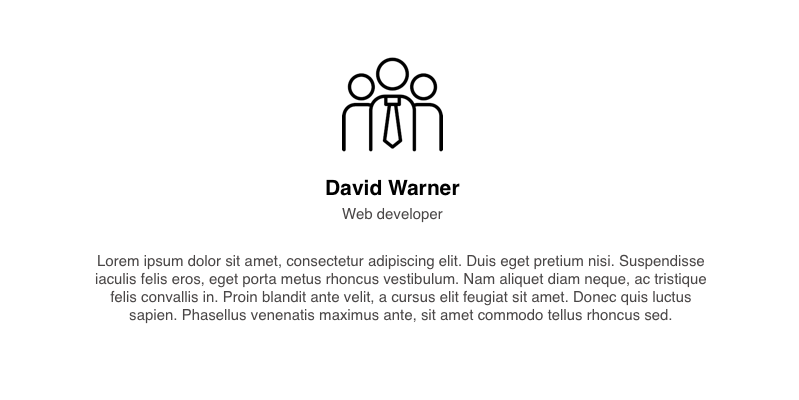 David Warner
Web developer
Lorem ipsum dolor sit amet, consectetur adipiscing elit. Duis eget pretium nisi. Suspendisse
iaculis felis eros, eget porta metus rhoncus vestibulum. Nam aliquet diam neque, ac tristique
felis convallis in. Proin blandit ante velit, a cursus elit feugiat sit amet. Donec quis luctus
sapien. Phasellus venenatis maximus ante, sit amet commodo tellus rhoncus sed.